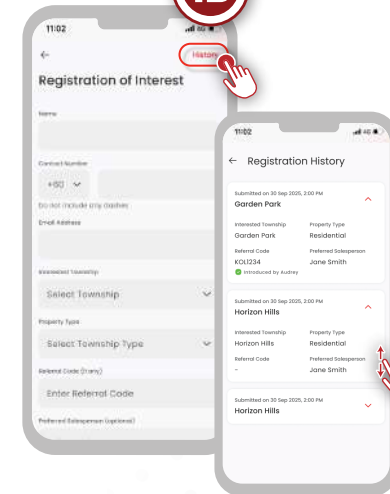 11:02
4G
← History
Registration of Interest
Name
Contact Number
+60
Do not include any dashes
Email Address
Interested Township
Select Township
Property Type
Select Township Type
Referral Code (if any)
Enter Referral Code
Preferred Salesperson (optional)
11:02
4G
← Registration History
Submitted on 30 Sep 2025, 2:00 PM
Garden Park
Interested Township Property Type
Garden Park Residential
Referral Code Preferred Salesperson
KOL1234 Jane Smith
Introduced by Audrey
Submitted on 30 Sep 2025, 2:00 PM
Horizon Hills
Interested Township Property Type
Horizon Hills Residential
Referral Code Preferred Salesperson
- Jane Smith
Submitted on 30 Sep 2025, 2:00 PM
Horizon Hills